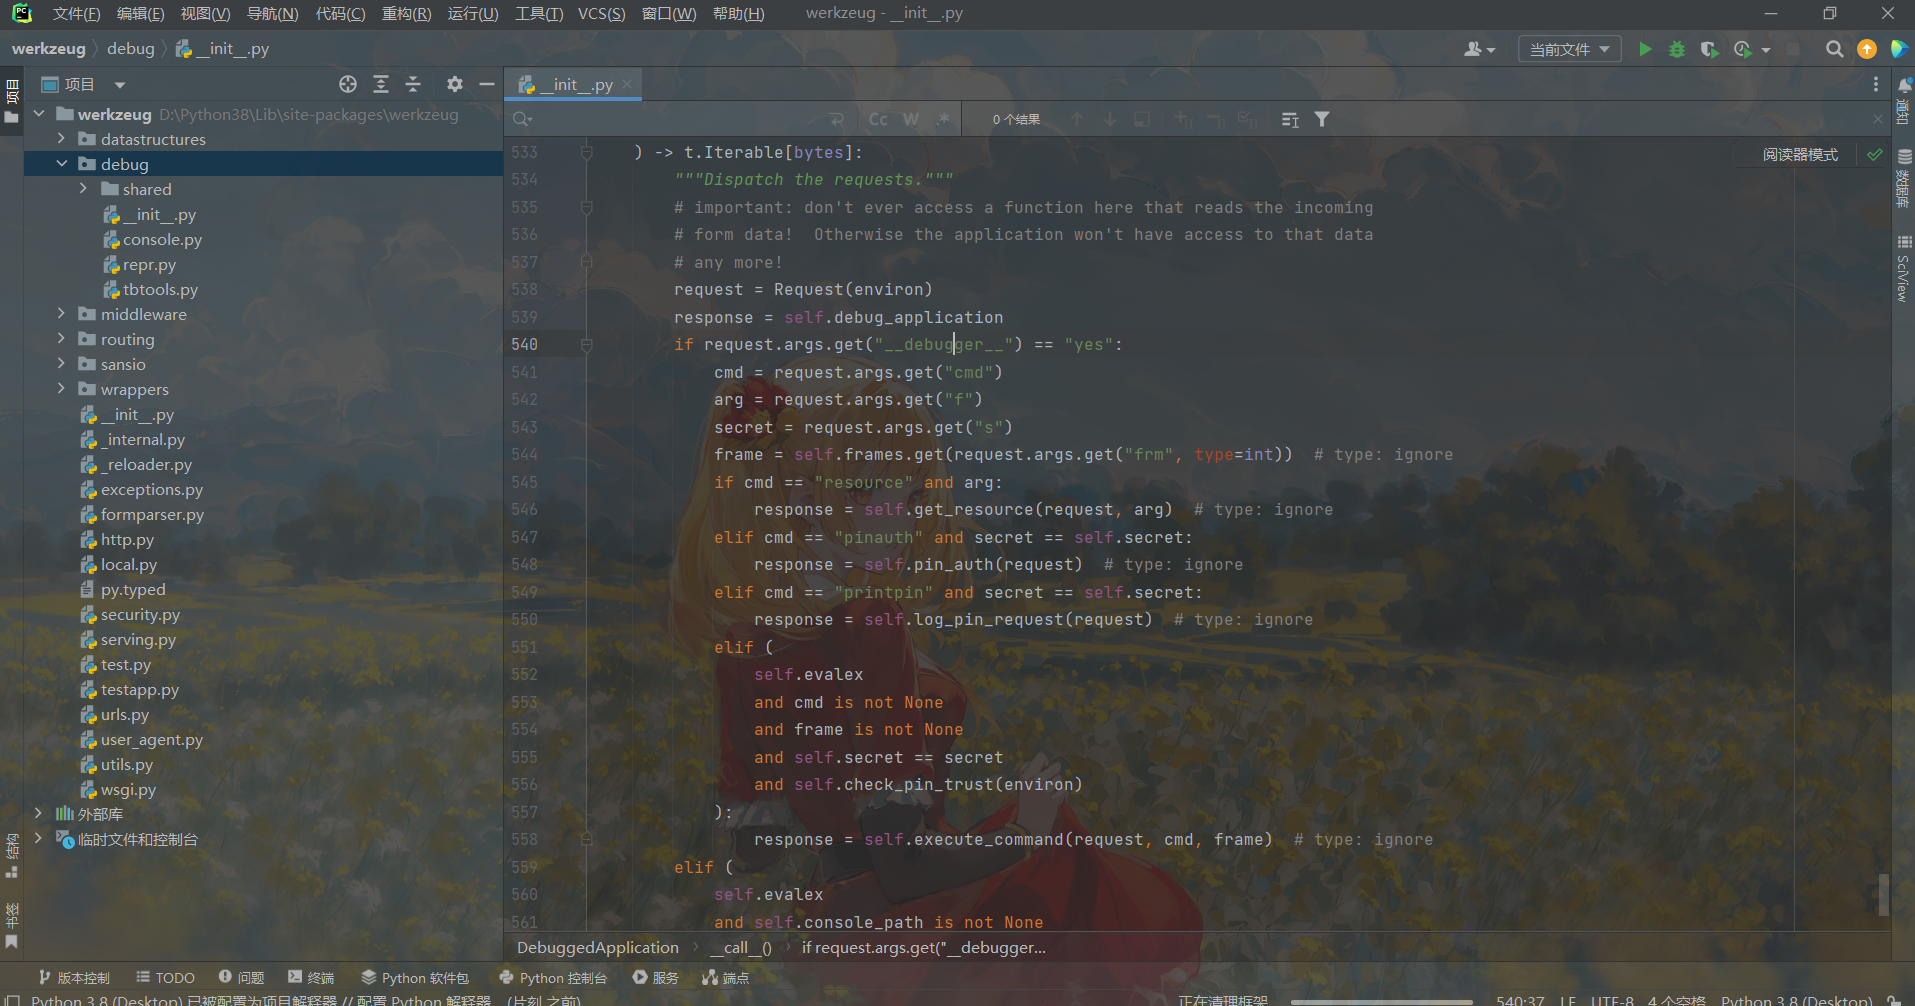 文件(F) 编辑(E) 视图(V) 导航(N) 代码(C) 重构(R) 运行(U) 工具(T) VCS(S) 窗口(W) 帮助(H) werkzeug - __init__.py
werkzeug debug __init__.py 当前文件
项目 项目 __init__.py
werkzeug D:\Python38\Lib\site-packages\werkzeug
datastructures
debug
shared
__init__.py
console.py
repr.py
tbtools.py
middleware
routing
sansio
wrappers
__init__.py
_internal.py
_reloader.py
exceptions.py
formparser.py
http.py
local.py
py.typed
security.py
serving.py
test.py
testapp.py
urls.py
user_agent.py
utils.py
wsgi.py
外部库
临时文件和控制台
结构
书签
Cc W .* 0 个结果
阅读器模式
533 ) -> t.Iterable[bytes]:
534 """Dispatch the requests."""
535 # important: don't ever access a function here that reads the incoming
536 # form data!  Otherwise the application won't have access to that data
537 # any more!
538 request = Request(environ)
539 response = self.debug_application
540 if request.args.get("__debugger__") == "yes":
541 cmd = request.args.get("cmd")
542 arg = request.args.get("f")
543 secret = request.args.get("s")
544 frame = self.frames.get(request.args.get("frm", type=int))  # type: ignore
545 if cmd == "resource" and arg:
546 response = self.get_resource(request, arg)  # type: ignore
547 elif cmd == "pinauth" and secret == self.secret:
548 response = self.pin_auth(request)  # type: ignore
549 elif cmd == "printpin" and secret == self.secret:
550 response = self.log_pin_request(request)  # type: ignore
551 elif (
552 self.evalex
553 and cmd is not None
554 and frame is not None
555 and self.secret == secret
556 and self.check_pin_trust(environ)
557 ):
558 response = self.execute_command(request, cmd, frame)  # type: ignore
559 elif (
560 self.evalex
561 and self.console_path is not None
DebuggedApplication __call__() if request.args.get("__debugger...
通知
数据库
SciView
版本控制 TODO 问题 终端 Python 软件包 Python 控制台 服务 端点
Python 3.8 (Desktop) 已被配置为项目解释器 // 配置 Python 解释器... (片刻 之前) 正在清理框架... 540:37 LF UTF-8 4 个空格 Python 3.8 (Desktop)